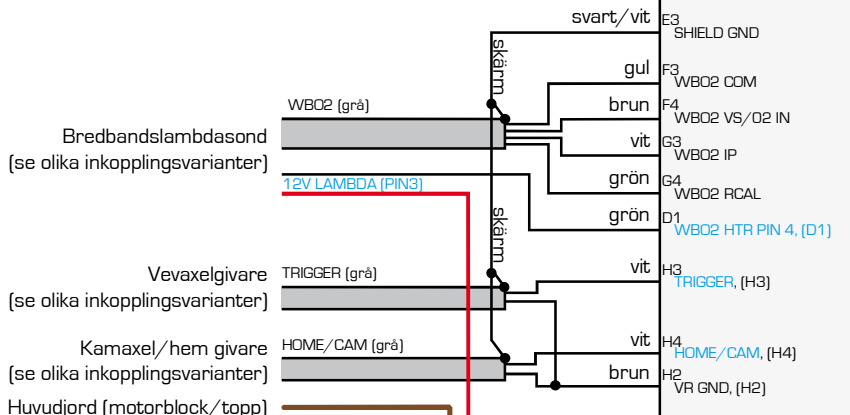 svart/vit E3
SHIELD GND
skärm
gul F3
WBO2 COM
WBO2 (grå)
brun F4
WBO2 VS/O2 IN
Bredbandslambdasond
(se olika inkopplingsvarianter)
vit G3
WBO2 IP
grön G4
WBO2 RCAL
12V LAMBDA (PIN3)
grön D1
WBO2 HTR PIN 4, (D1)
skärm
Vevaxelgivare
(se olika inkopplingsvarianter)
TRIGGER (grå)
vit H3
TRIGGER, (H3)
Kamaxel/hem givare
(se olika inkopplingsvarianter)
HOME/CAM (grå)
vit H4
HOME/CAM, (H4)
brun H2
VR GND, (H2)
Huvudjord (motorblock/topp)